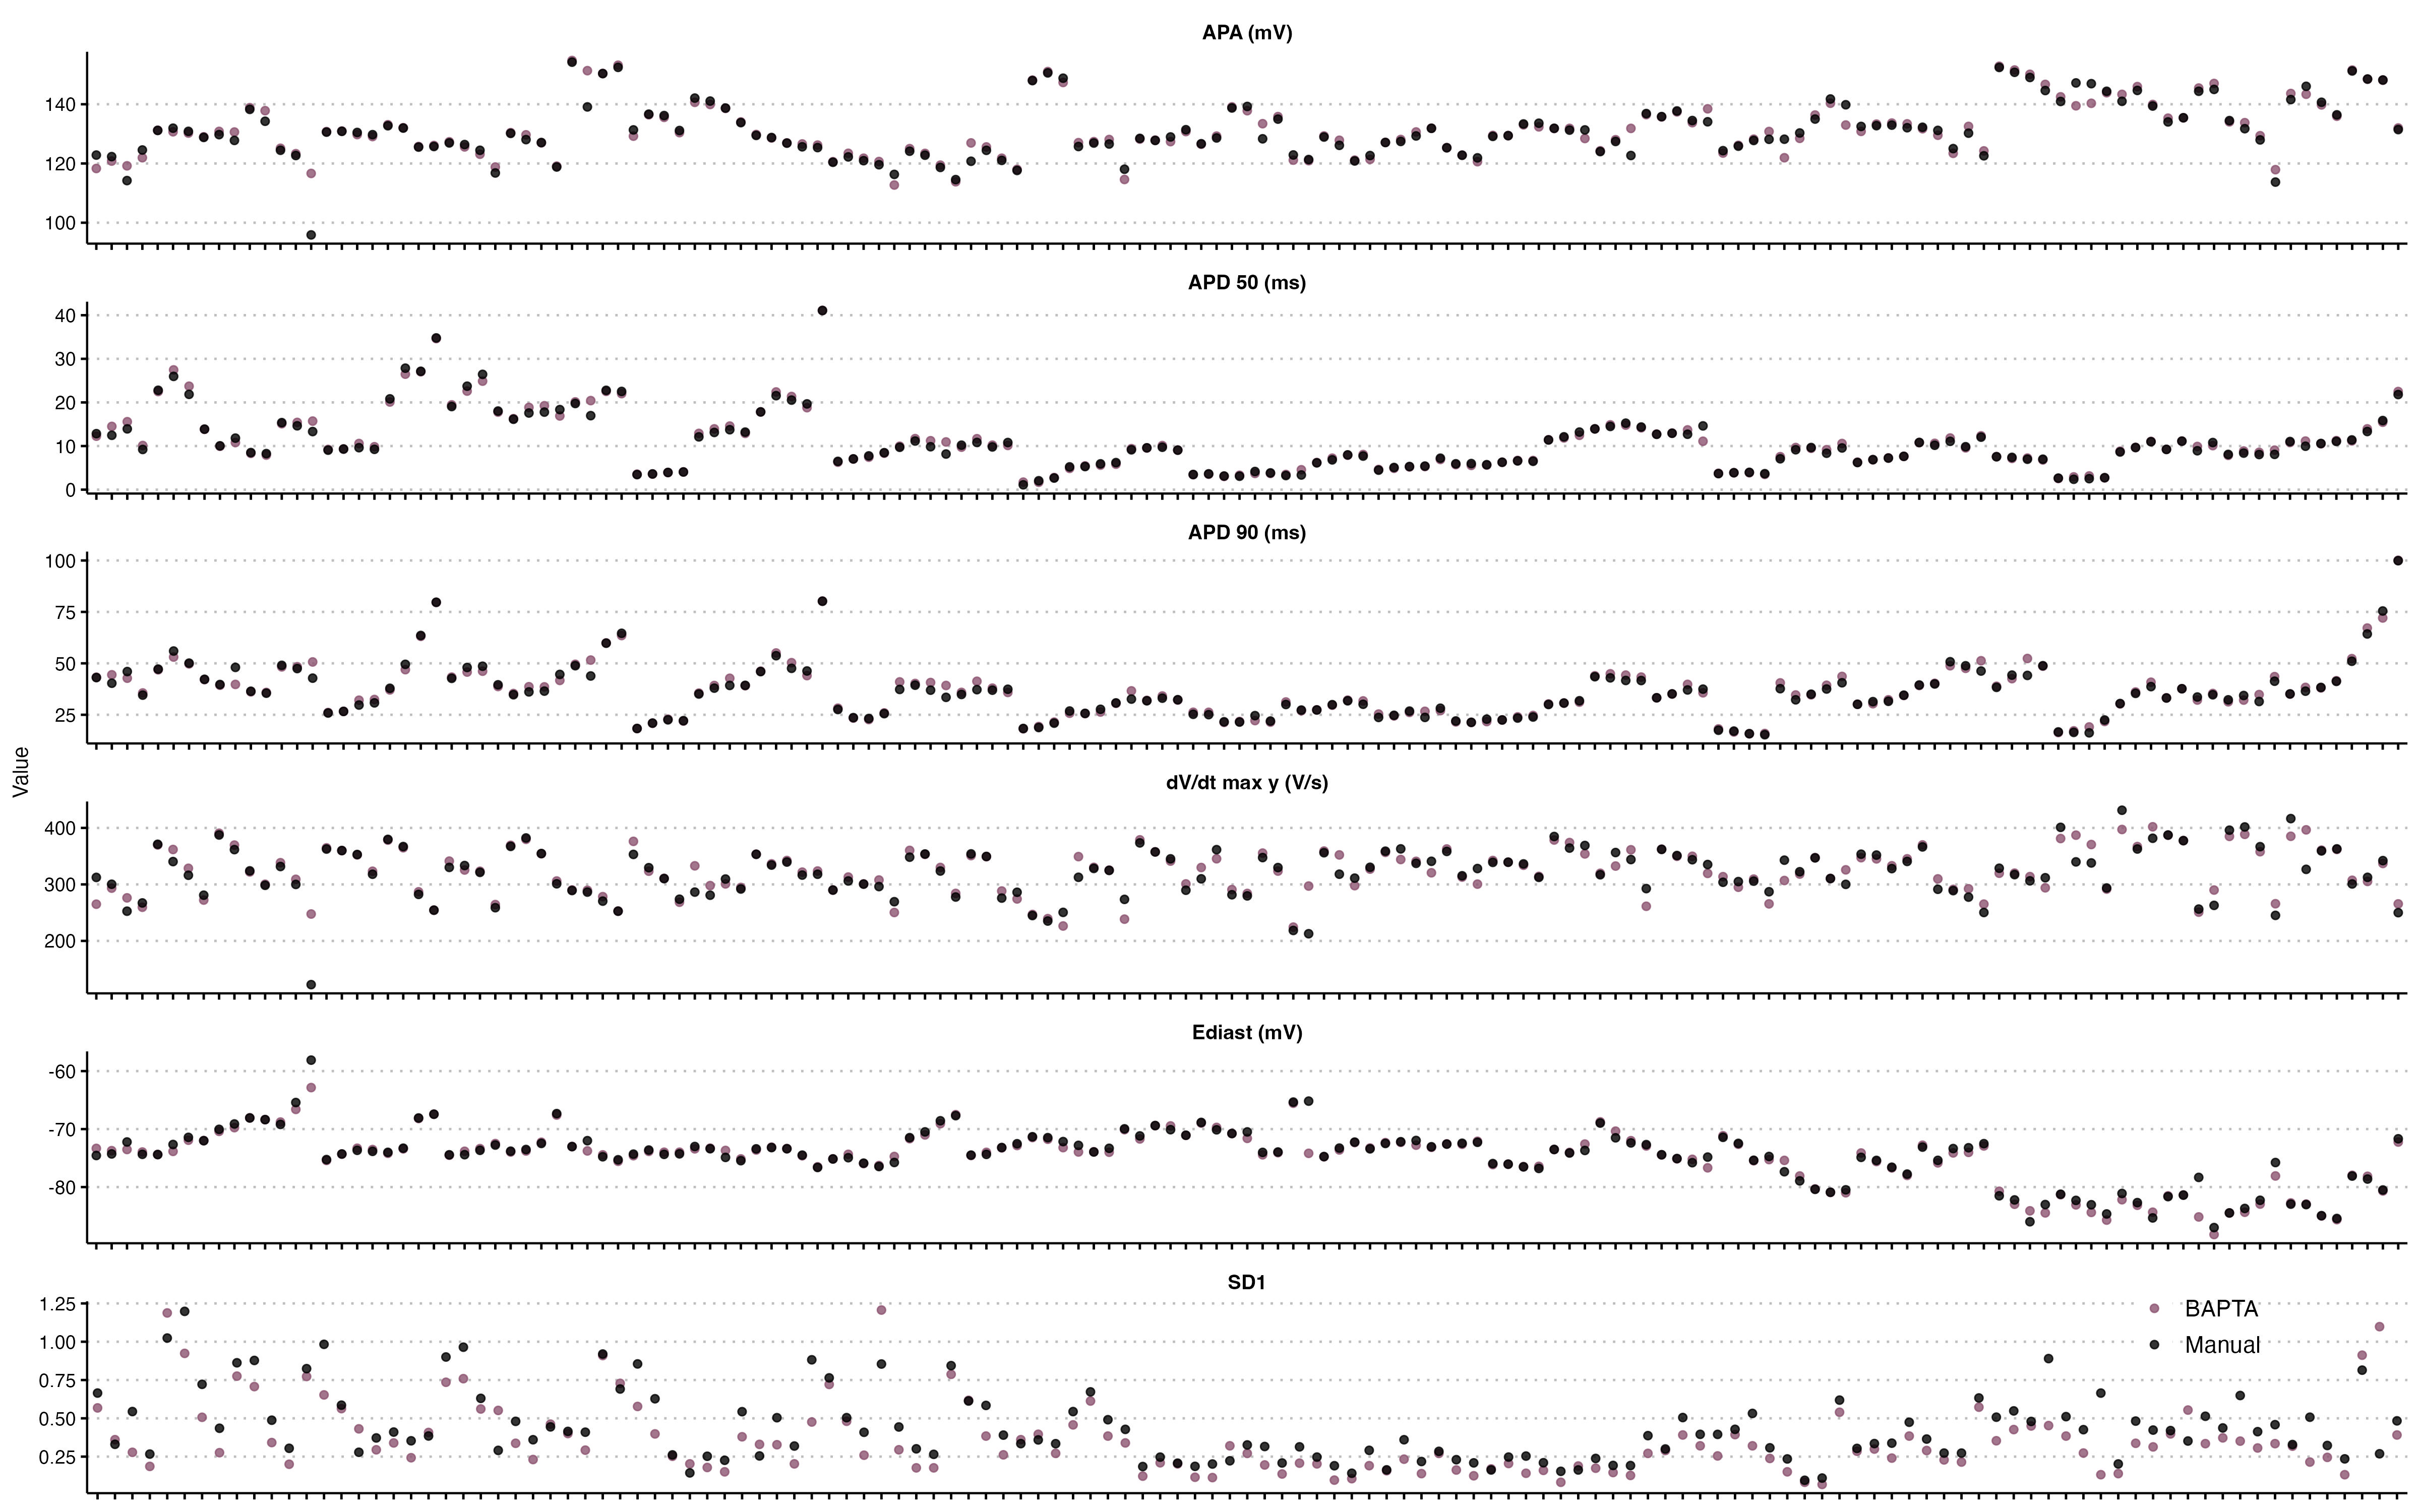 APA (mV)
140
120
100
APD 50 (ms)
40
30
20
10
0
APD 90 (ms)
100
75
50
25
Value
dV/dt max y (V/s)
400
300
200
Ediast (mV)
-60
-70
-80
SD1
1.25
1.00
0.75
0.50
0.25
BAPTA
Manual